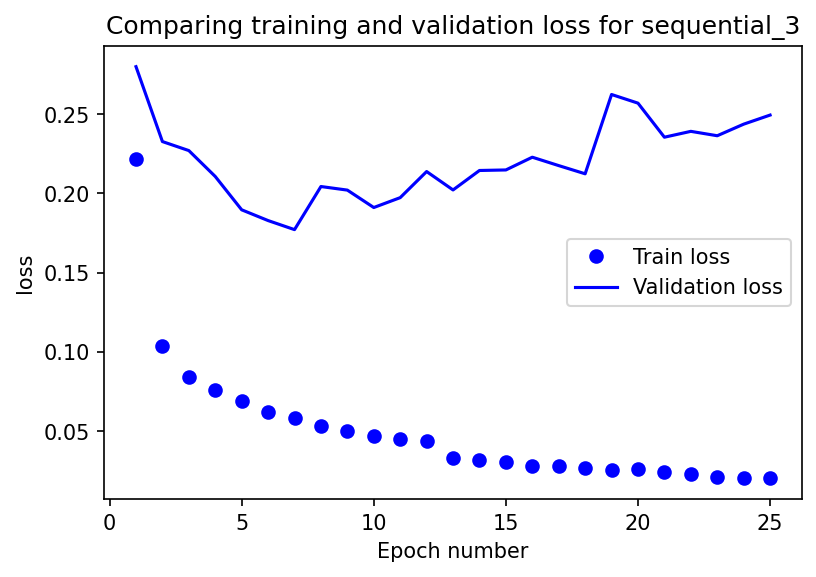 Comparing training and validation loss for sequential_3
0.25
0.20
0.15
0.10
0.05
loss
Train loss
Validation loss
0 5 10 15 20 25
Epoch number